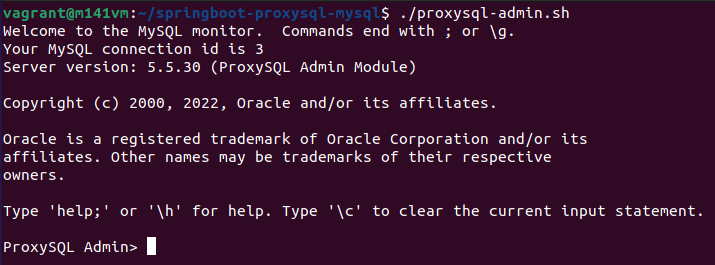 vagrant@m141vm:~/springboot-proxysql-mysql$ ./proxysql-admin.sh
Welcome to the MySQL monitor.  Commands end with ; or \g.
Your MySQL connection id is 3
Server version: 5.5.30 (ProxySQL Admin Module)
Copyright (c) 2000, 2022, Oracle and/or its affiliates.
Oracle is a registered trademark of Oracle Corporation and/or its
affiliates. Other names may be trademarks of their respective
owners.
Type 'help;' or '\h' for help. Type '\c' to clear the current input statement.
ProxySQL Admin>